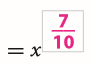 = x^{7/10}